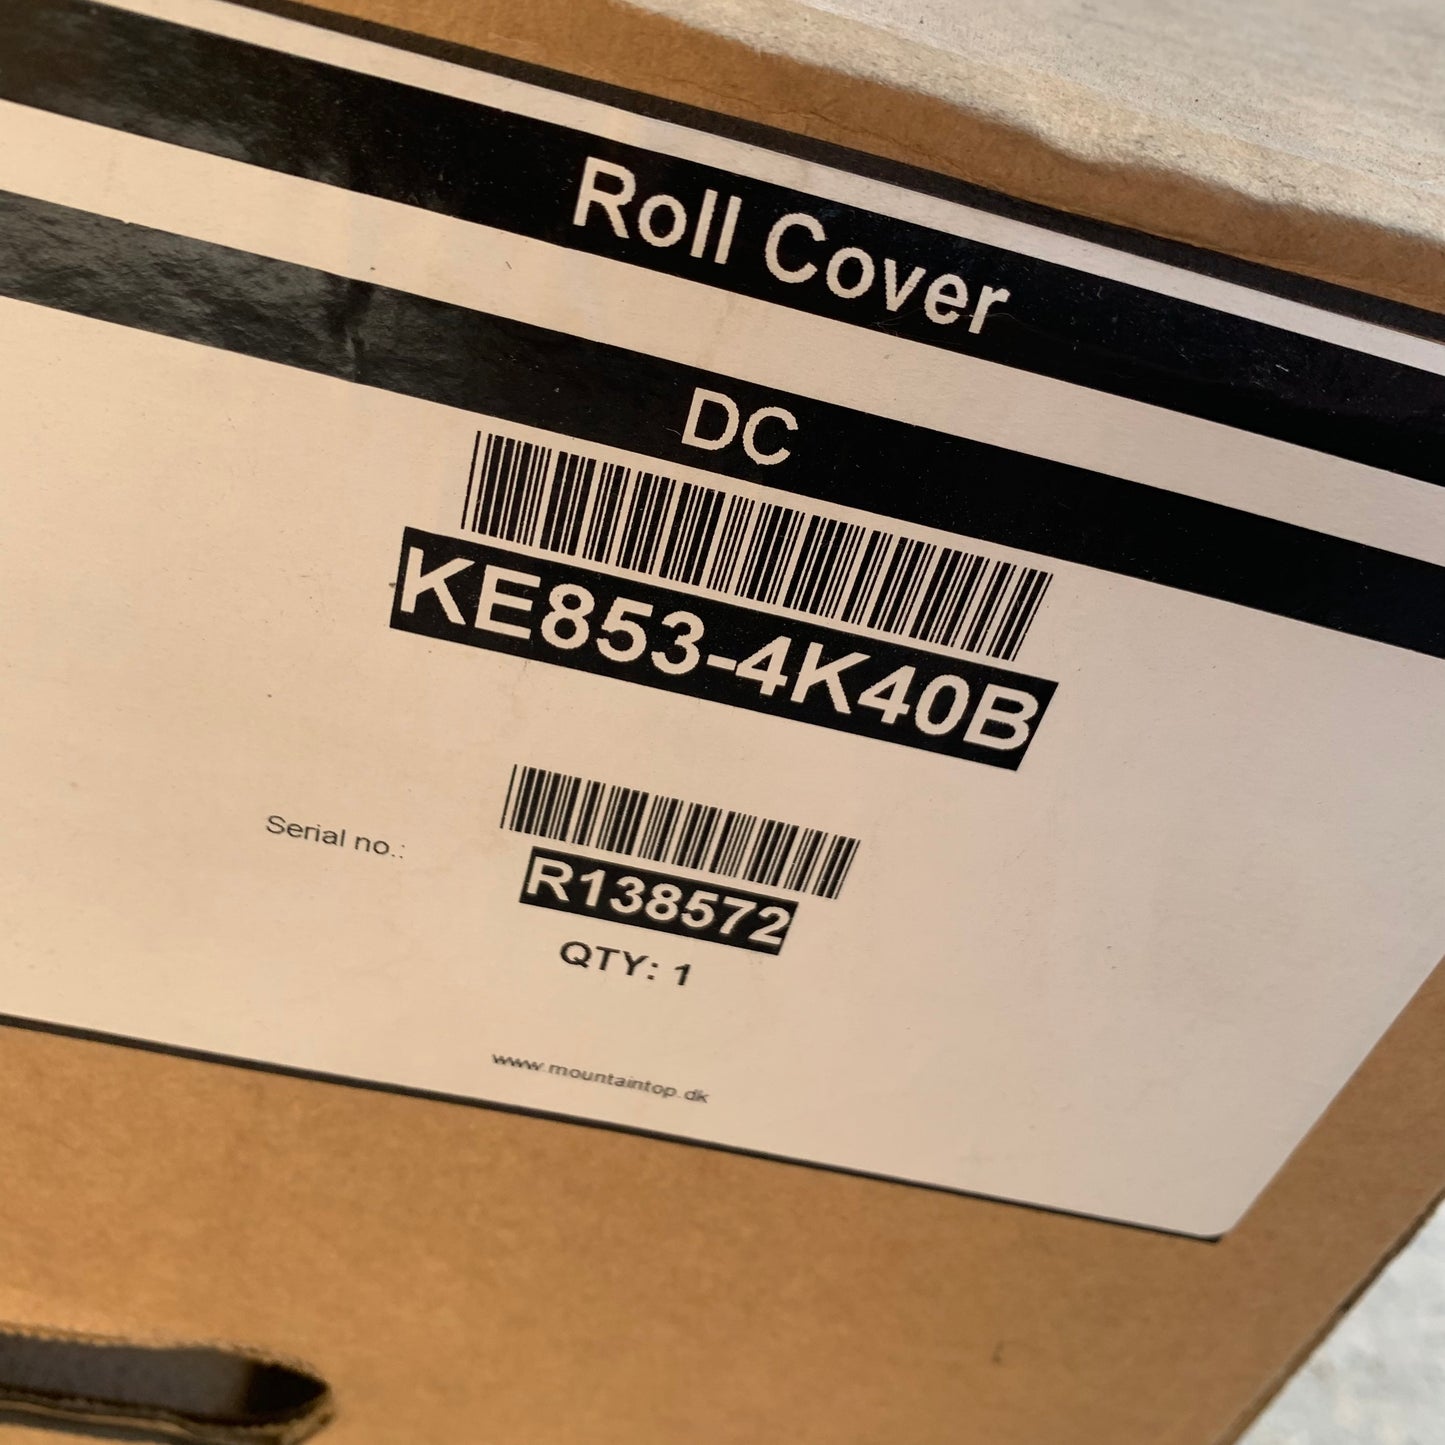 Roll Cover
DC
KE853-4K40B
Serial no.:
R138572
QTY: 1
www.mountaintop.dk